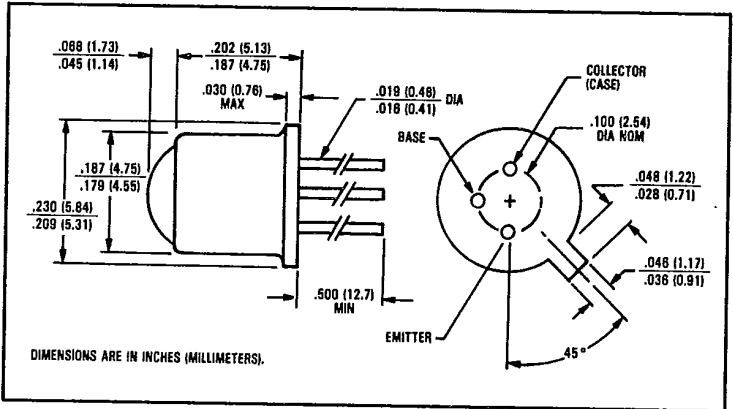 .068 (1.73)
.045 (1.14)
.202 (5.13)
.187 (4.75)
.030 (0.76)
MAX
.019 (0.48)
.016 (0.41)
DIA
COLLECTOR
(CASE)
BASE
.100 (2.54)
DIA NOM
.187 (4.75)
.179 (4.55)
.230 (5.84)
.209 (5.31)
.048 (1.22)
.028 (0.71)
.046 (1.17)
.036 (0.91)
.500 (12.7)
MIN
EMITTER
45°
DIMENSIONS ARE IN INCHES (MILLIMETERS).